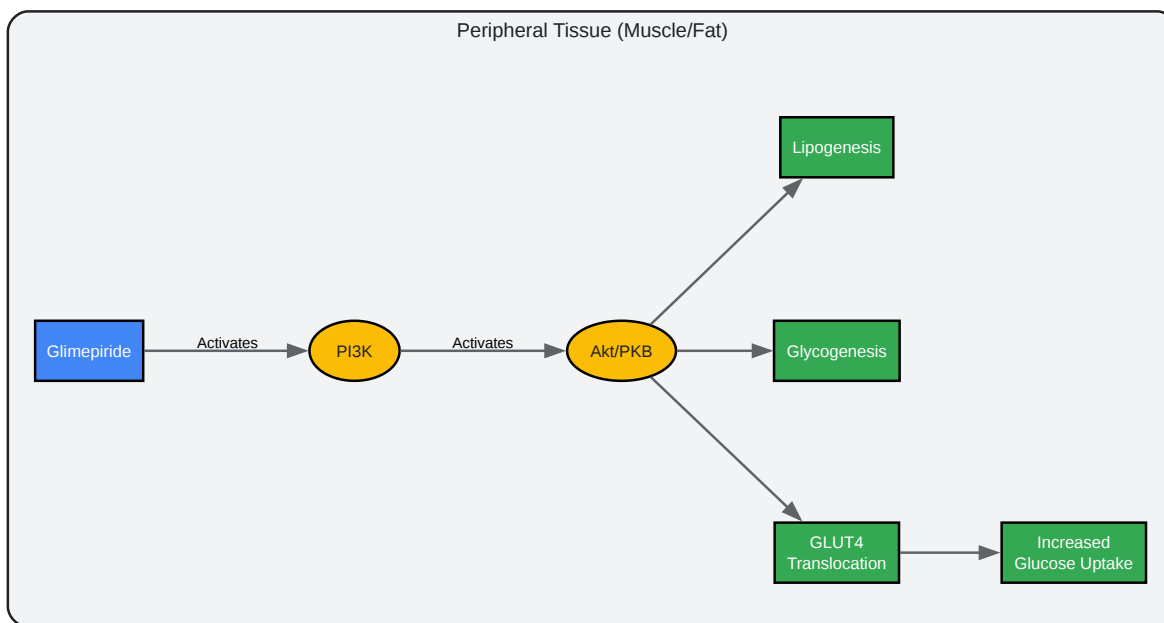 Peripheral Tissue (Muscle/Fat)
Lipogenesis
Glimepiride
Activates
PI3K
Activates
Akt/PKB
Glycogenesis
GLUT4
Translocation
Increased
Glucose Uptake